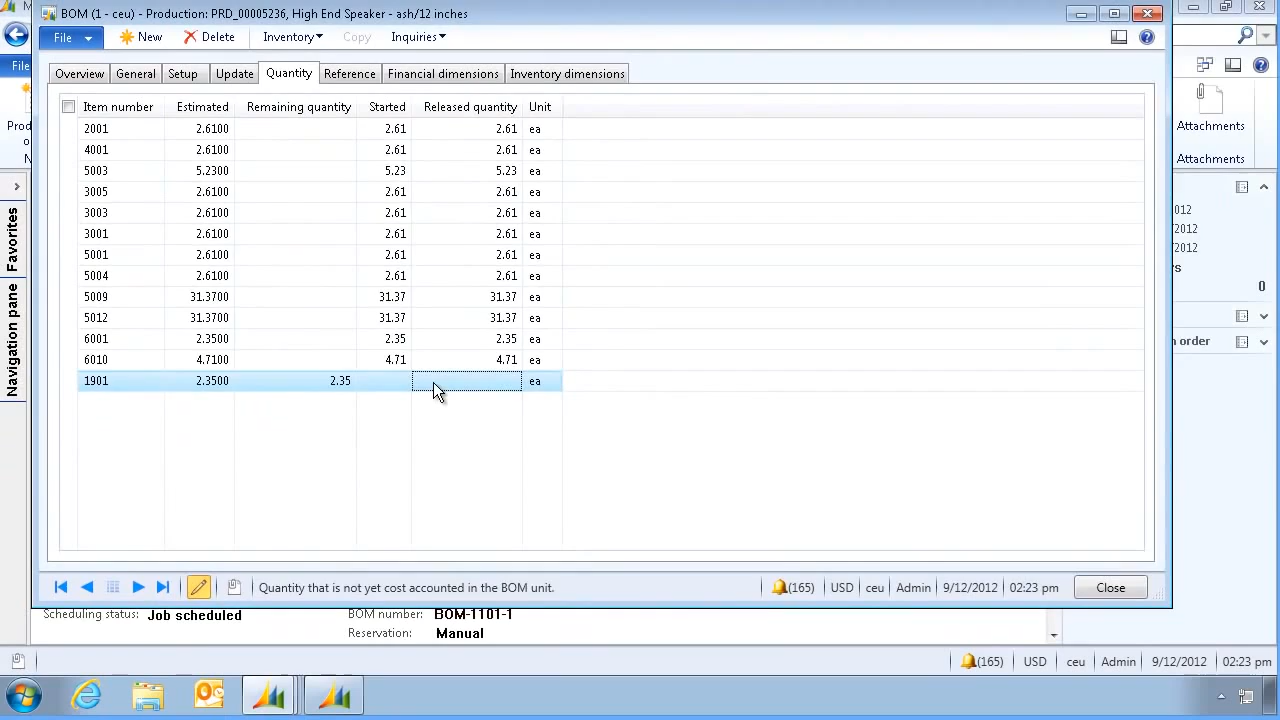 BOM (1 - ceu) - Production: PRD_00005236, High End Speaker - ash/12 inches
File New Delete Inventory Copy Inquiries
Overview General Setup Update Quantity Reference Financial dimensions Inventory dimensions
Item number Estimated Remaining quantity Started Released quantity Unit
2001 2.6100 2.61 2.61 ea
4001 2.6100 2.61 2.61 ea
5003 5.2300 5.23 5.23 ea
3005 2.6100 2.61 2.61 ea
3003 2.6100 2.61 2.61 ea
3001 2.6100 2.61 2.61 ea
5001 2.6100 2.61 2.61 ea
5004 2.6100 2.61 2.61 ea
5009 31.3700 31.37 31.37 ea
5012 31.3700 31.37 31.37 ea
6001 2.3500 2.35 2.35 ea
6010 4.7100 4.71 4.71 ea
1901 2.3500 2.35 ea
Quantity that is not yet cost accounted in the BOM unit. (165) USD ceu Admin 9/12/2012 02:23 pm Close
File
Favorites
Navigation pane
Attachments
Attachments
012
/2012
/2012
0
n order
Scheduling status: Job scheduled BOM number: BOM-1101-1
Reservation: Manual
(165) USD ceu Admin 9/12/2012 02:23 pm